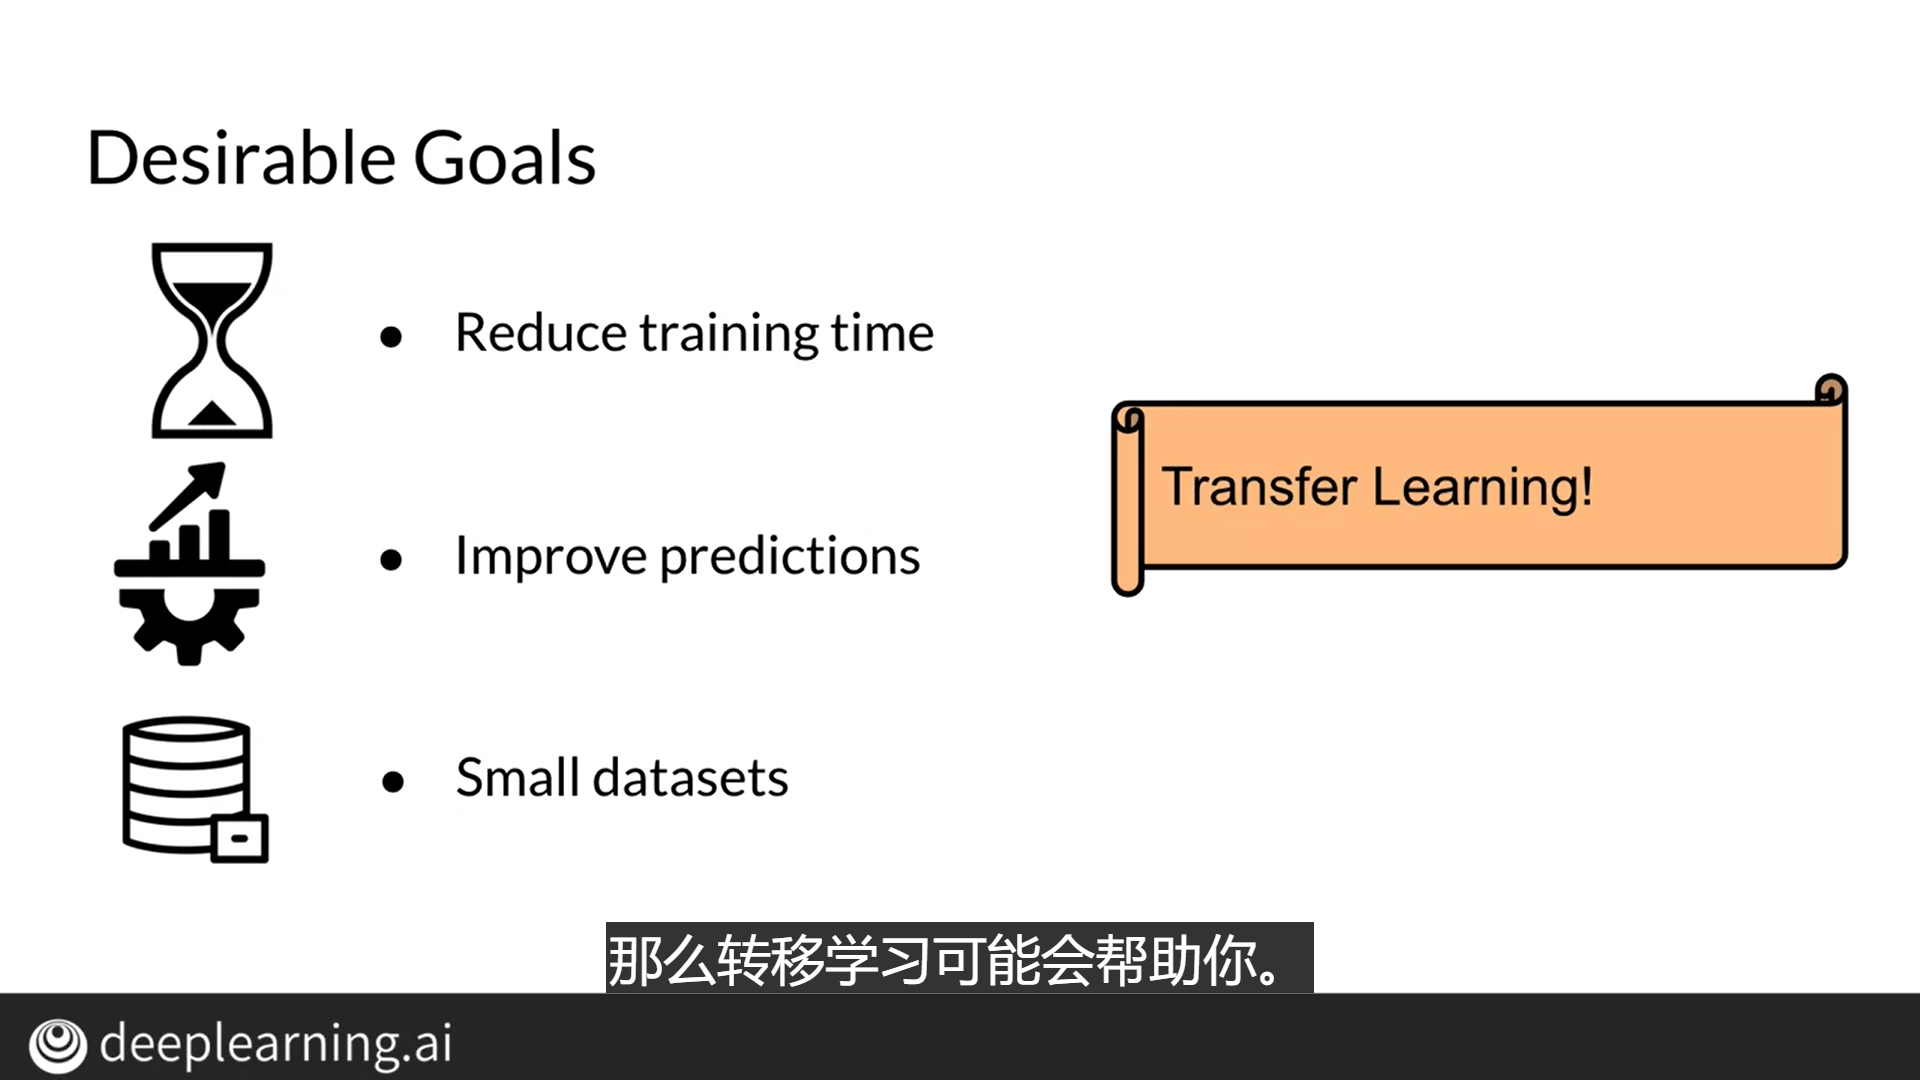 Desirable Goals
● Reduce training time
Transfer Learning!
● Improve predictions
● Small datasets
那么转移学习可能会帮助你。
deeplearning.ai